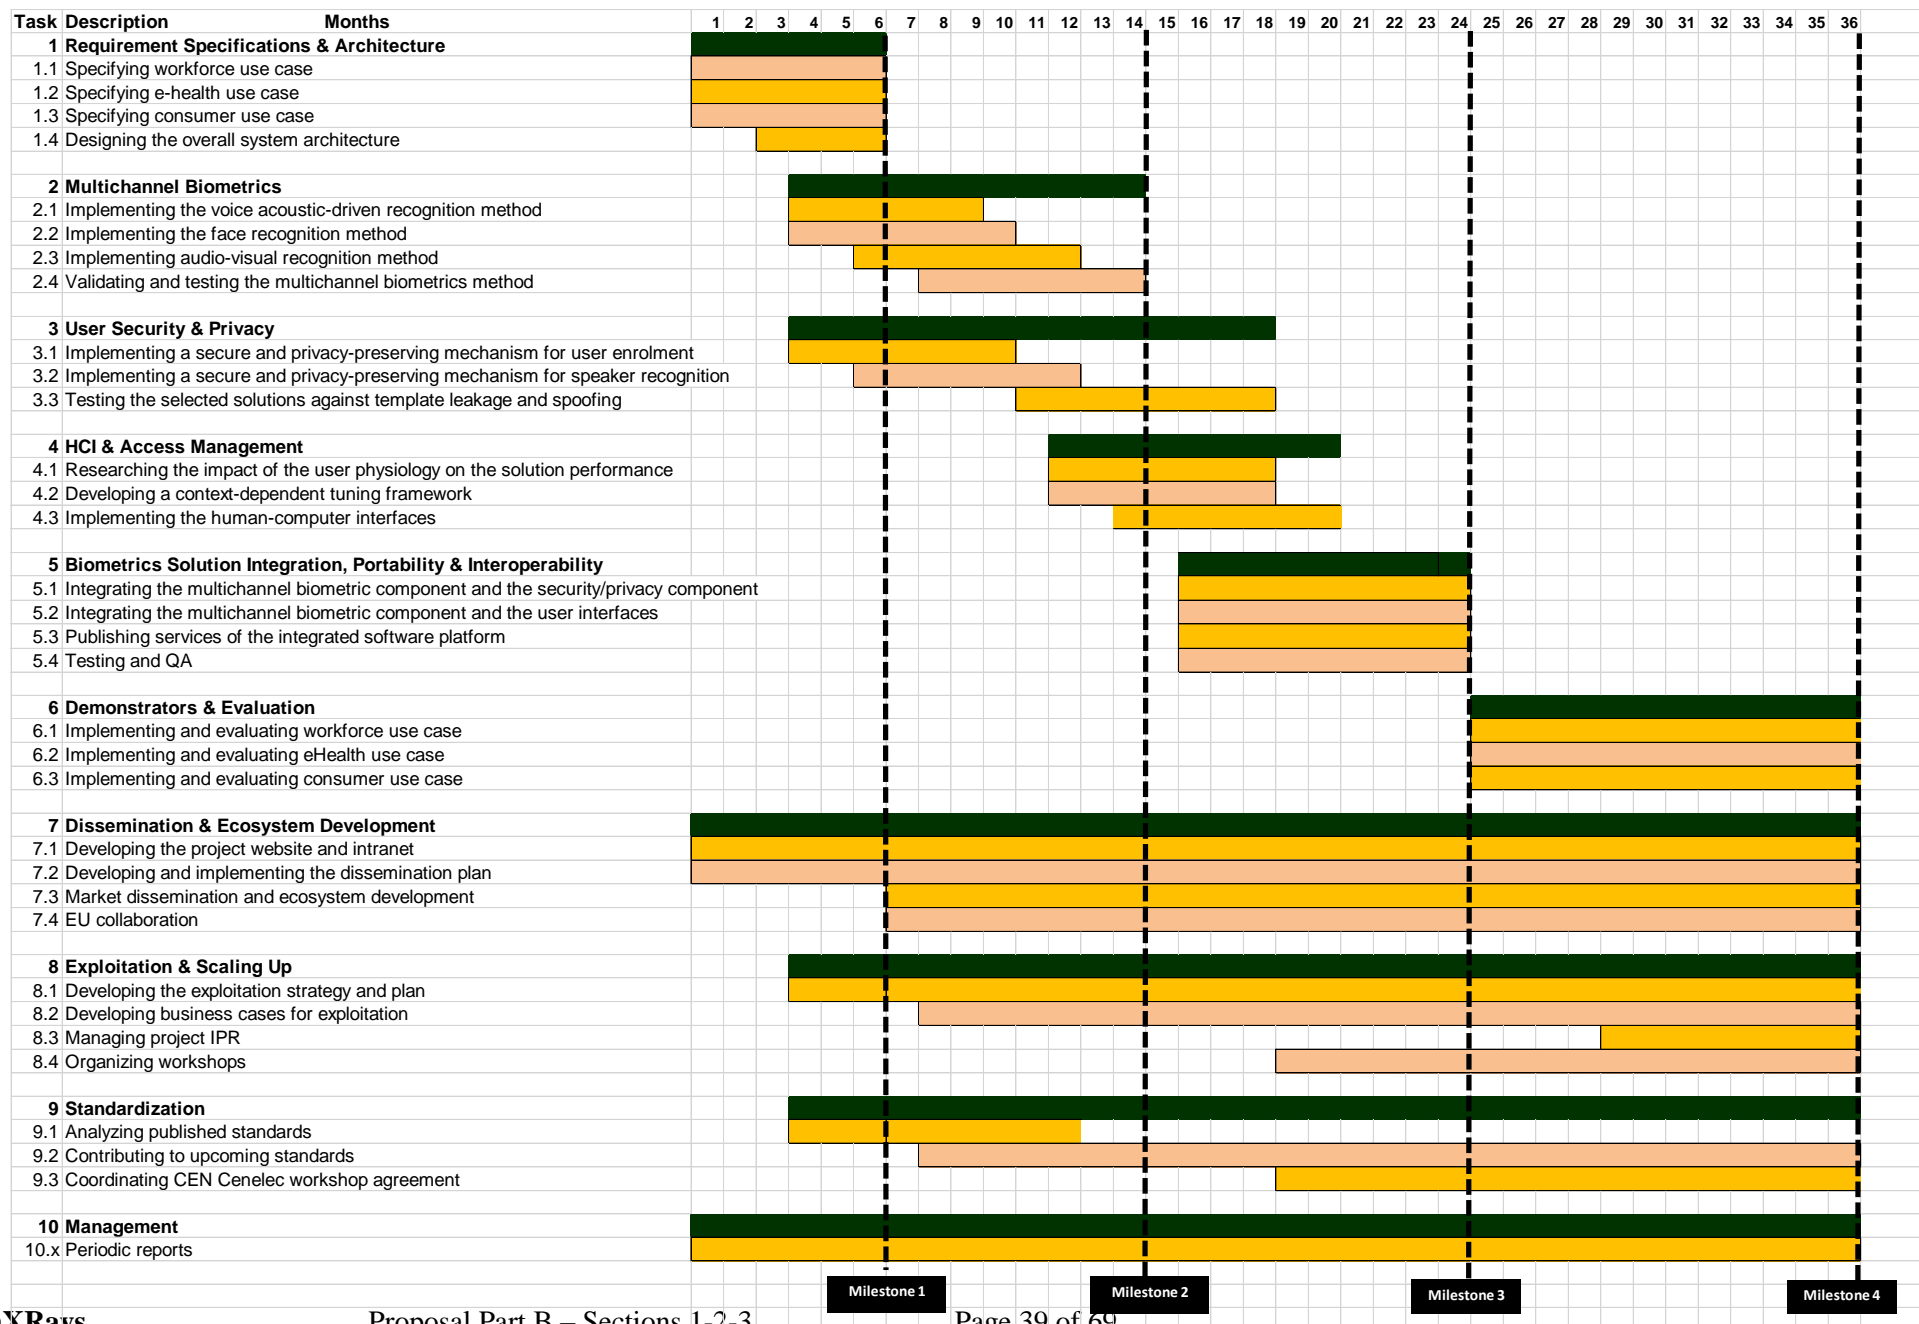 Task Description Months 1 2 3 4 5 6 7 8 9 10 11 12 13 14 15 16 17 18 19 20 21 22 23 24 25 26 27 28 29 30 31 32 33 34 35 36
1 Requirement Specifications & Architecture
1.1 Specifying workforce use case
1.2 Specifying e-health use case
1.3 Specifying consumer use case
1.4 Designing the overall system architecture
2 Multichannel Biometrics
2.1 Implementing the voice acoustic-driven recognition method
2.2 Implementing the face recognition method
2.3 Implementing audio-visual recognition method
2.4 Validating and testing the multichannel biometrics method
3 User Security & Privacy
3.1 Implementing a secure and privacy-preserving mechanism for user enrolment
3.2 Implementing a secure and privacy-preserving mechanism for speaker recognition
3.3 Testing the selected solutions against template leakage and spoofing
4 HCI & Access Management
4.1 Researching the impact of the user physiology on the solution performance
4.2 Developing a context-dependent tuning framework
4.3 Implementing the human-computer interfaces
5 Biometrics Solution Integration, Portability & Interoperability
5.1 Integrating the multichannel biometric component and the security/privacy component
5.2 Integrating the multichannel biometric component and the user interfaces
5.3 Publishing services of the integrated software platform
5.4 Testing and QA
6 Demonstrators & Evaluation
6.1 Implementing and evaluating workforce use case
6.2 Implementing and evaluating eHealth use case
6.3 Implementing and evaluating consumer use case
7 Dissemination & Ecosystem Development
7.1 Developing the project website and intranet
7.2 Developing and implementing the dissemination plan
7.3 Market dissemination and ecosystem development
7.4 EU collaboration
8 Exploitation & Scaling Up
8.1 Developing the exploitation strategy and plan
8.2 Developing business cases for exploitation
8.3 Managing project IPR
8.4 Organizing workshops
9 Standardization
9.1 Analyzing published standards
9.2 Contributing to upcoming standards
9.3 Coordinating CEN Cenelec workshop agreement
10 Management
10.x Periodic reports
Milestone 1 Milestone 2 Milestone 3 Milestone 4
Proposal Part B – Sections 1-2-3 Page 39 of 69